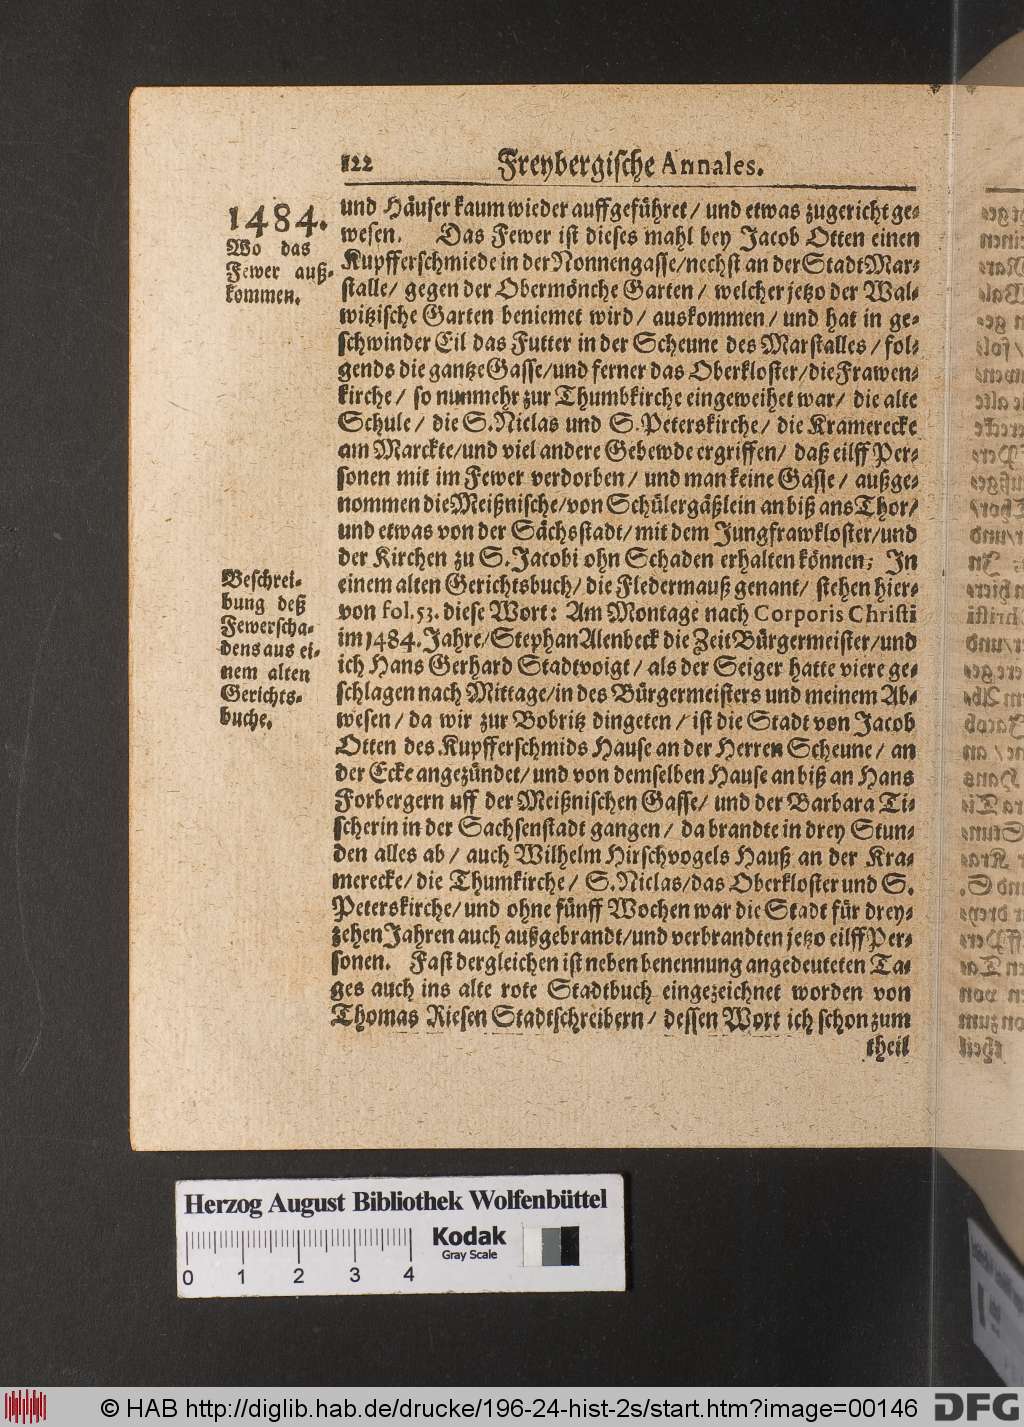 122 Freybergische Annales.
1484.
Wo das
Fewer auß-
kommen.
und Häuser kaum wieder auffgeführet / und etwas zugericht ge-
wesen. Das Fewer ist dieses mahl bey Jacob Otten einen
Kupfferschmiede in der Nonnengasse / nechst an der Stadt Mar-
stalle / gegen der Obermönche Garten / welcher jetzo der Wal-
witzische Garten beniemet wird / auskommen / und hat in ge-
schwinder Eil das Futter in der Scheune des Marstalles / fol-
gends die gantze Gasse / und ferner das Oberkloster / die Frawen-
kirche / so nunmehr zur Thumbkirche eingeweihet war / die alte
Schule / die S. Niclas und S. Peterskirche / die Kramerecke
am Marckte / und viel andere Gebewde ergriffen / daß eilff Per-
sonen mit im Fewer verdorben / und man keine Gasse / außge-
nommen die Meißnische / von Schülergäßlein an biß ans Thor /
und etwas von der Sächsstadt / mit dem Jungfrawkloster / und
der Kirchen zu S. Jacobi ohn Schaden erhalten können; In
Beschrei-
bung deß
Fewerscha-
dens aus ei-
nem alten
Gerichts-
buche.
einem alten Gerichtsbuch / die Fledermauß genant / stehen hier-
von fol. 53. diese Wort: Am Montage nach Corporis Christi
im 1484. Jahre / Stephan Alenbeck die Zeit Bürgermeister / und
ich Hans Gerhard Stadtvoigt / als der Seiger hatte viere ge-
schlagen nach Mittage / in des Bürgermeisters und meinem Ab-
wesen / da wir zur Bobritz dingeten / ist die Stadt von Jacob
Otten des Kupfferschmids Hause an der Herren Scheune / an
der Ecke angezündet / und von demselben Hause an biß an Hans
Forbergern uff der Meißnischen Gasse / und der Barbara Ti-
scherin in der Sachsenstadt gangen / da brandte in drey Stun-
den alles ab / auch Wilhelm Hirschvogels Hauß an der Kra-
merecke / die Thumkirche / S. Niclas / das Oberkloster und S.
Peterskirche / und ohne fünff Wochen war die Stadt für drey-
zehen Jahren auch außgebrandt / und verbrandten jetzo eilff Per-
sonen. Fast dergleichen ist neben benennung angedeuteten Ta-
ges auch ins alte rote Stadtbuch eingezeichnet worden von
Thomas Riesen Stadtschreibern / dessen Wort ich schon zum
theil
Herzog August Bibliothek Wolfenbüttel
Kodak
Gray Scale
0 1 2 3 4
© HAB http://diglib.hab.de/drucke/196-24-hist-2s/start.htm?image=00146
DFG